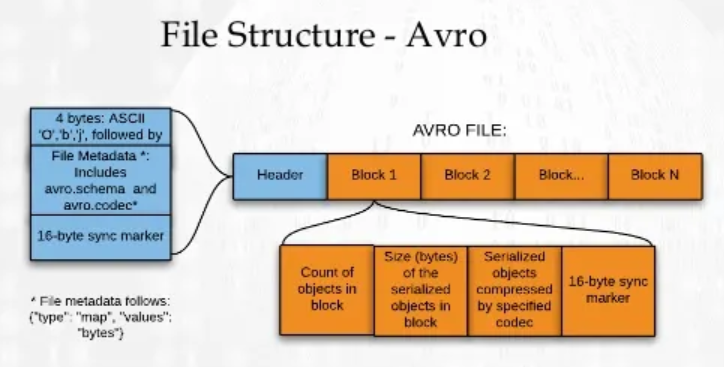 File Structure - Avro
4 bytes: ASCII
'O','b','j', followed by
File Metadata *:
Includes
avro.schema and
avro.codec*
16-byte sync marker
* File metadata follows:
{"type": "map", "values":
"bytes"}
AVRO FILE:
Header
Block 1
Block 2
Block...
Block N
Count of
objects in
block
Size (bytes)
of the
serialized
objects in
block
Serialized
objects
compressed
by specified
codec
16-byte sync
marker